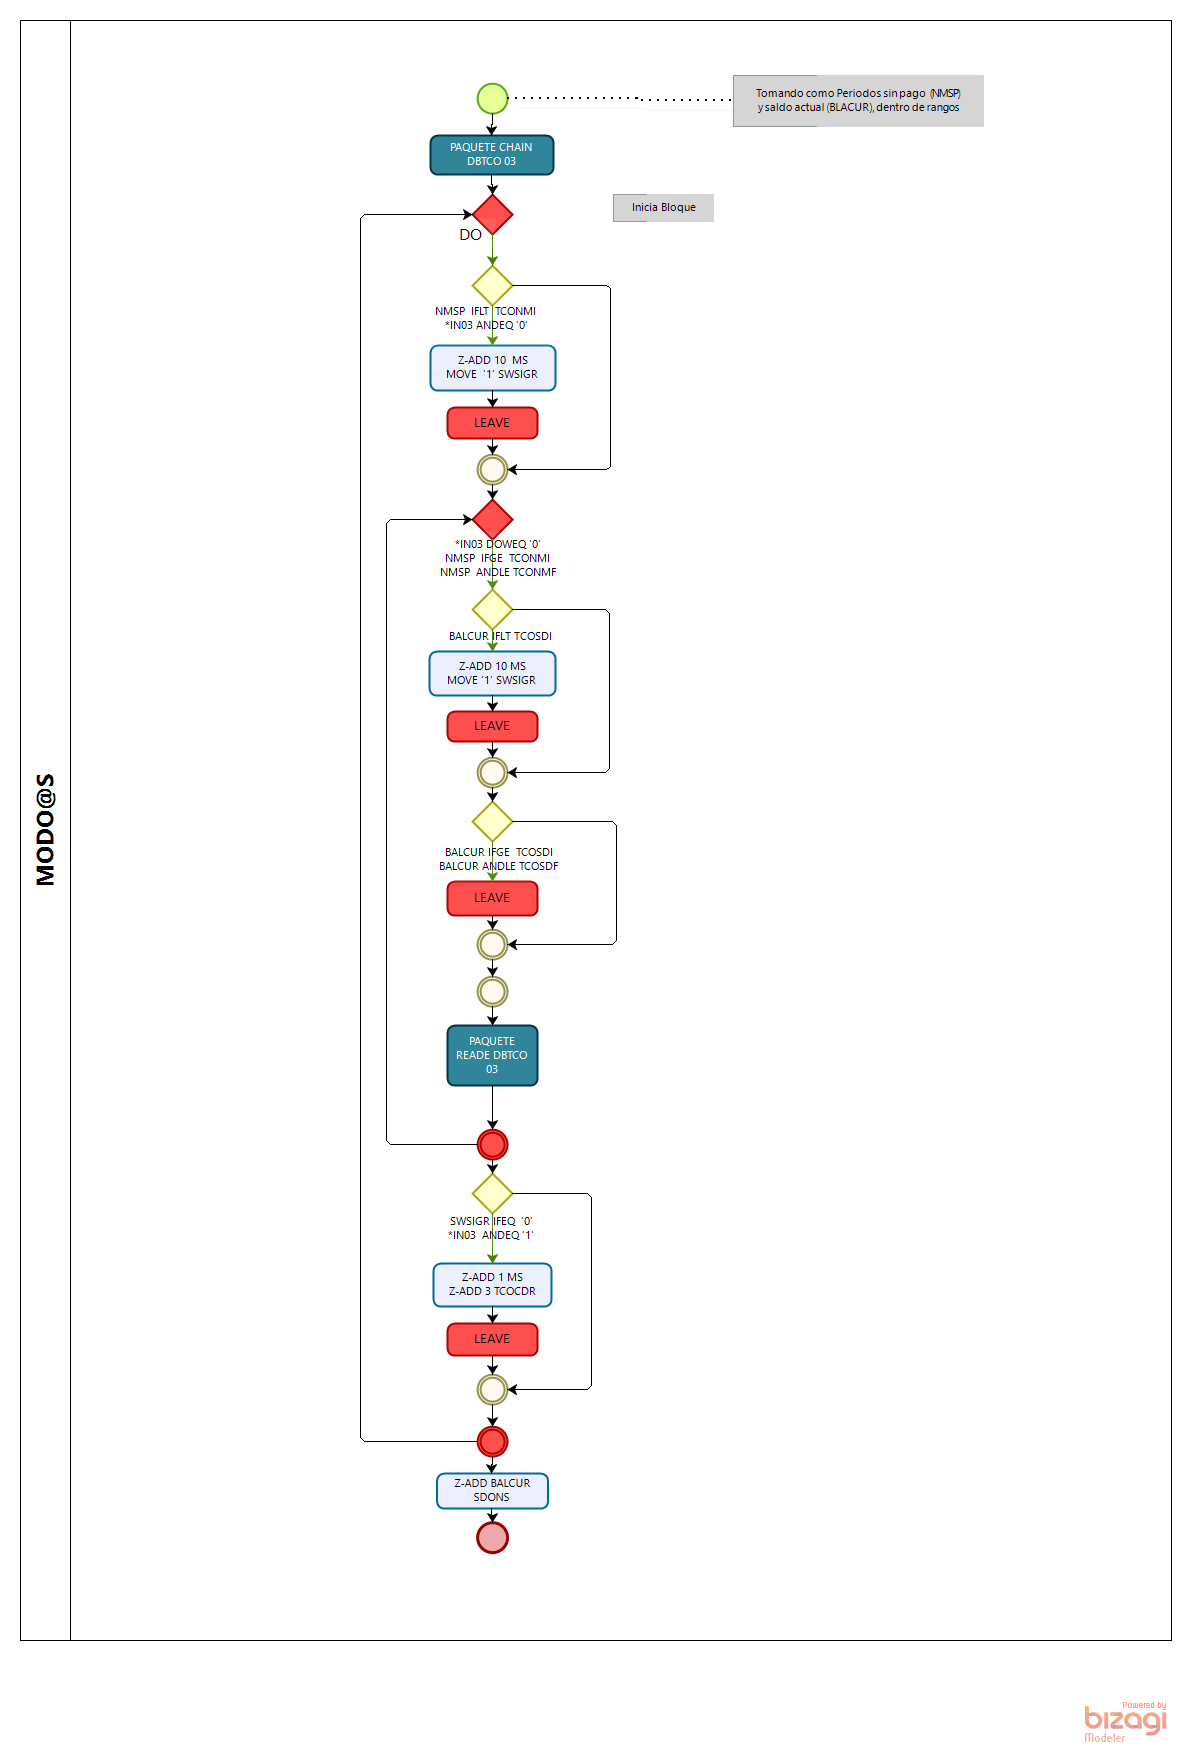 Tomando como Periodos sin pago (NMSP)
y saldo actual (BLACUR), dentro de rangos
PAQUETE CHAIN
DBTCO 03
Inicia Bloque
DO
NMSP IFLT TCONMI
*IN03 ANDEQ '0'
Z-ADD 10 MS
MOVE '1' SWSIGR
LEAVE
*IN03 DOWEQ '0'
NMSP IFGE TCONMI
NMSP ANDLE TCONMF
BALCUR IFLT TCOSDI
Z-ADD 10 MS
MOVE '1' SWSIGR
LEAVE
MODO@S
BALCUR IFGE TCOSDI
BALCUR ANDLE TCOSDF
LEAVE
PAQUETE
READE DBTCO
03
SWSIGR IFEQ '0'
*IN03 ANDEQ '1'
Z-ADD 1 MS
Z-ADD 3 TCOCDR
LEAVE
Z-ADD BALCUR
SDONS
Powered by
bizagi
Modeler